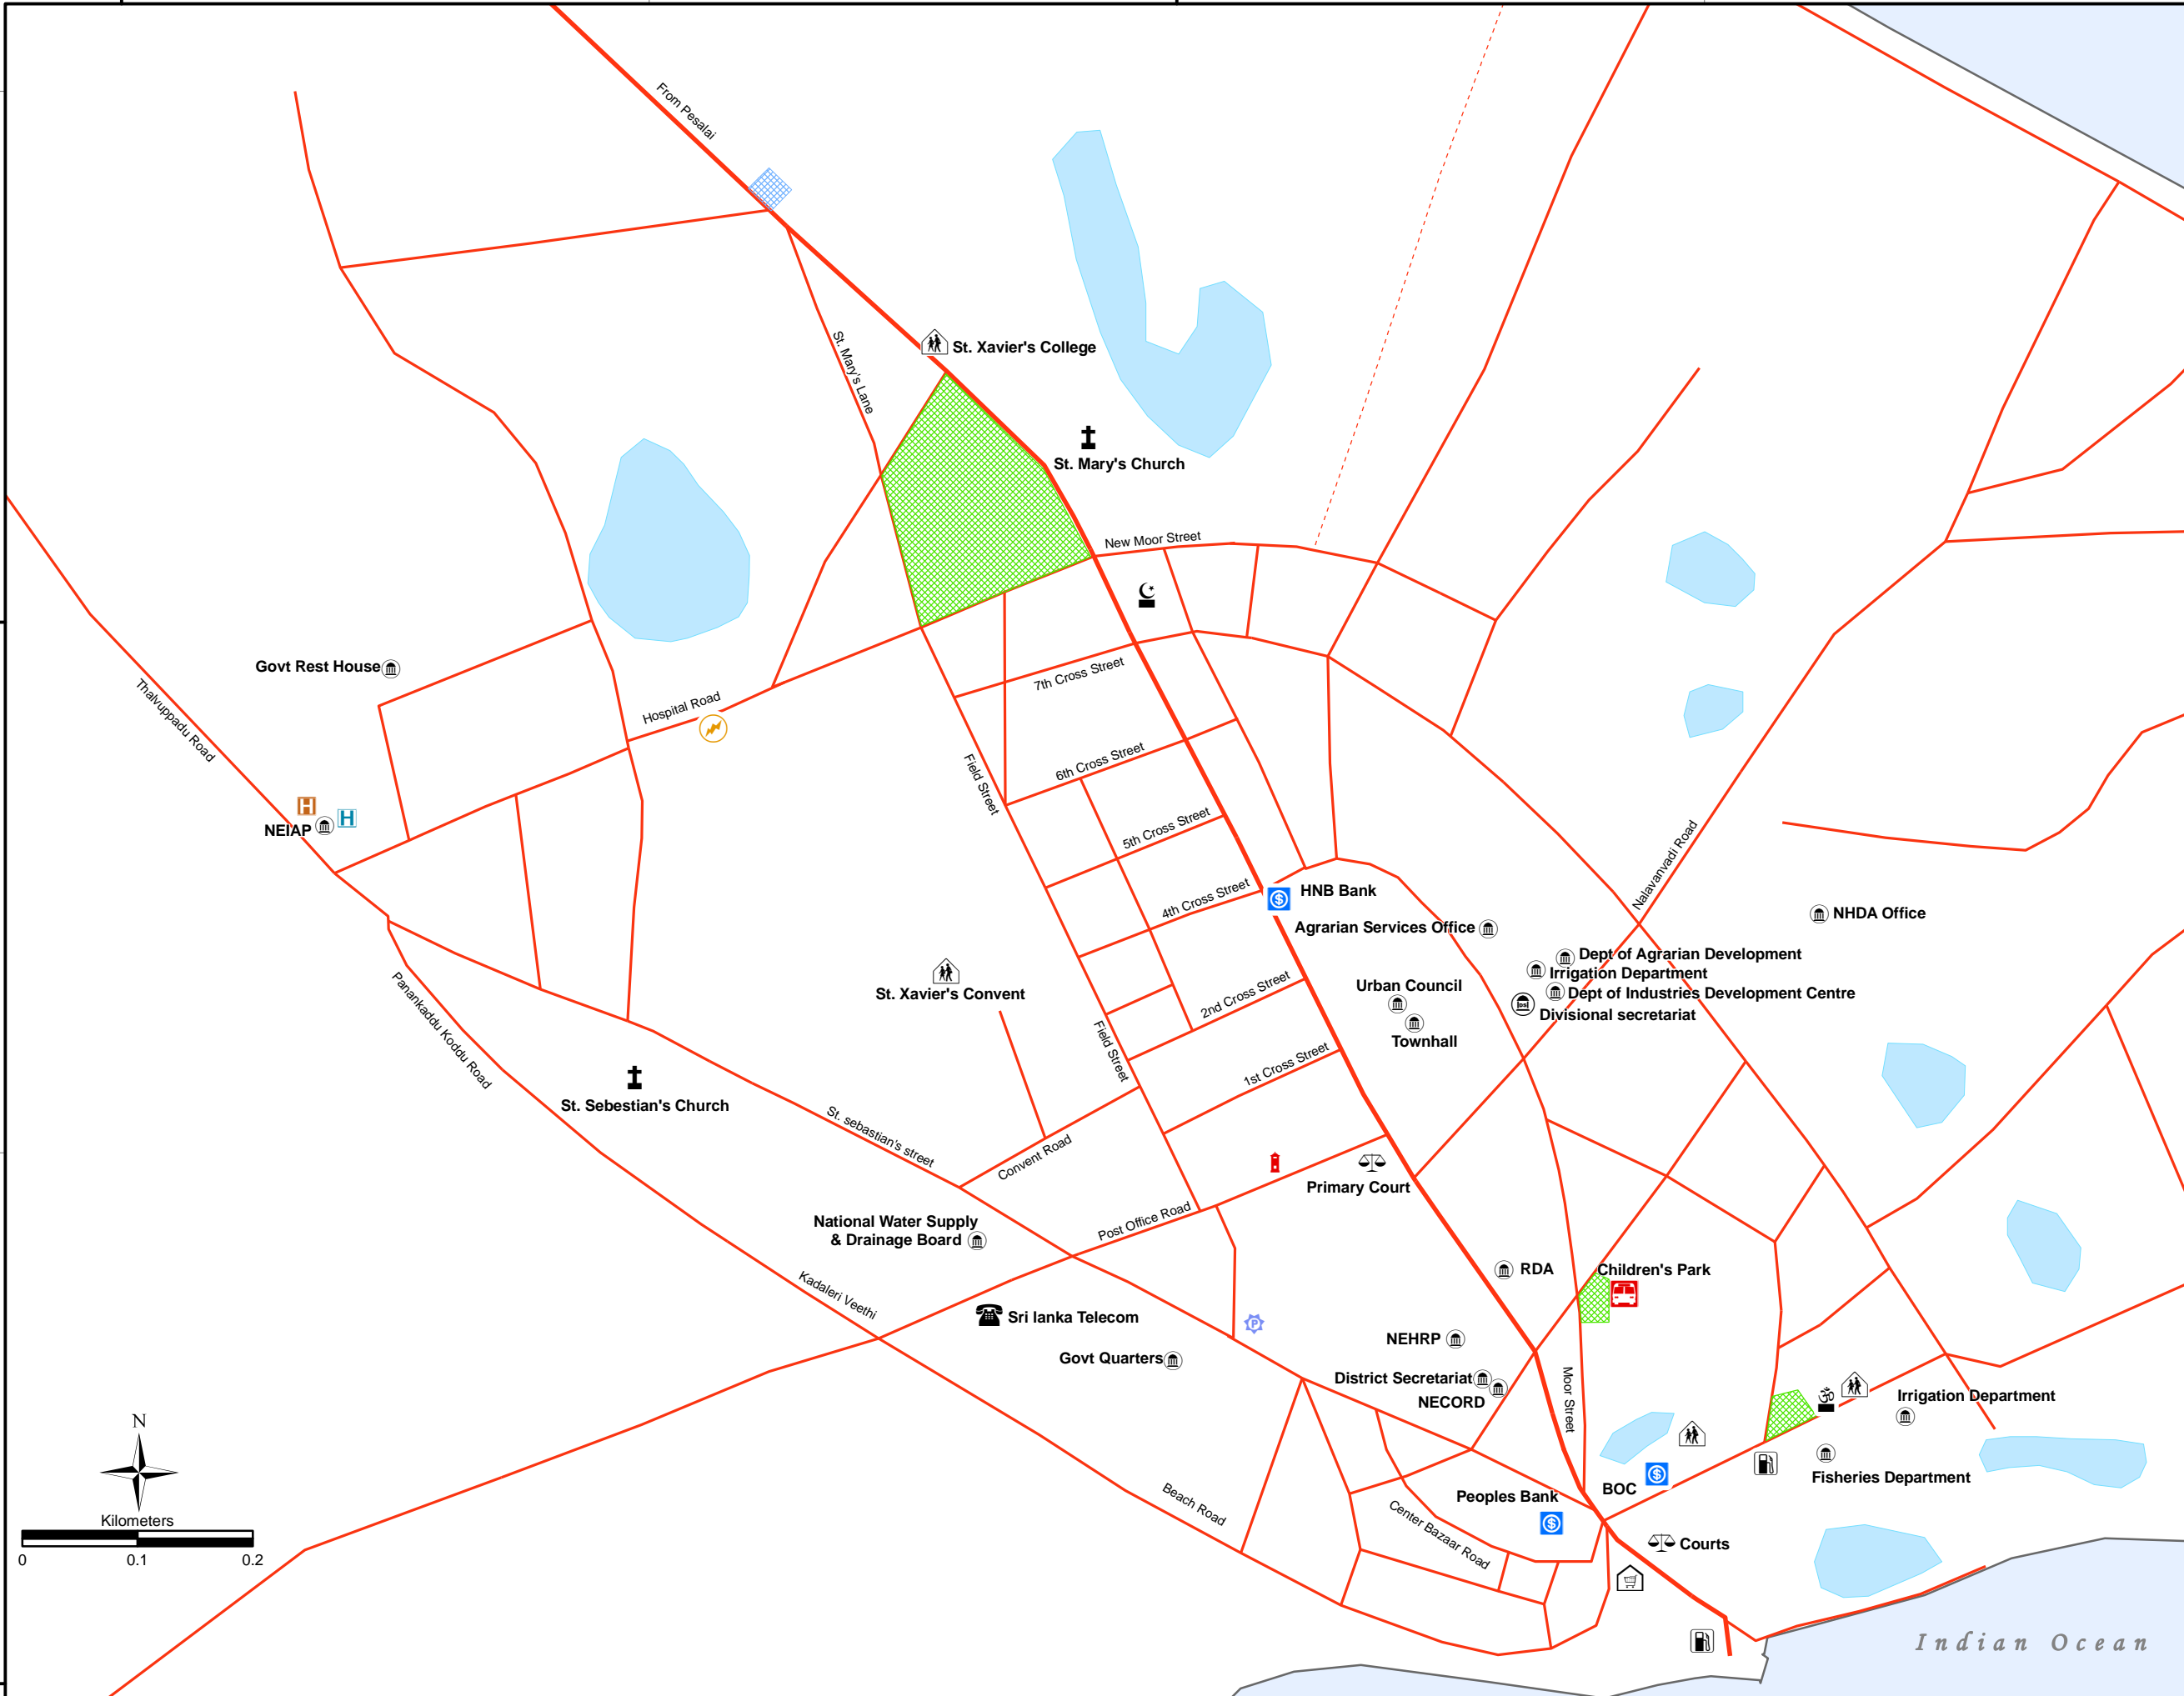 From Pesalai
St. Xavier's College
St. Mary's Lane
St. Mary's Church
New Moor Street
7th Cross Street
Govt Rest House
Thalvuppadu Road
Hospital Road
6th Cross Street
Field Street
5th Cross Street
NEIAP
H
H
4th Cross Street
HNB Bank
Nalavanvadi Road
NHDA Office
Agrarian Services Office
Dept of Agrarian Development
Irrigation Department
Dept of Industries Development Centre
Divisional secretariat
Urban Council
Townhall
St. Xavier's Convent
2nd Cross Street
Panankaddu Koddu Road
Field Street
1st Cross Street
St. Sebestian's Church
St. sebastian's street
Convent Road
Primary Court
National Water Supply
& Drainage Board
Post Office Road
RDA
Children's Park
Kadaleri Veethi
Sri lanka Telecom
P
NEHRP
Govt Quarters
District Secretariat
NECORD
Moor Street
Irrigation Department
Fisheries Department
BOC
Peoples Bank
Beach Road
Center Bazaar Road
Courts
N
Kilometers
0 0.1 0.2
Indian Ocean